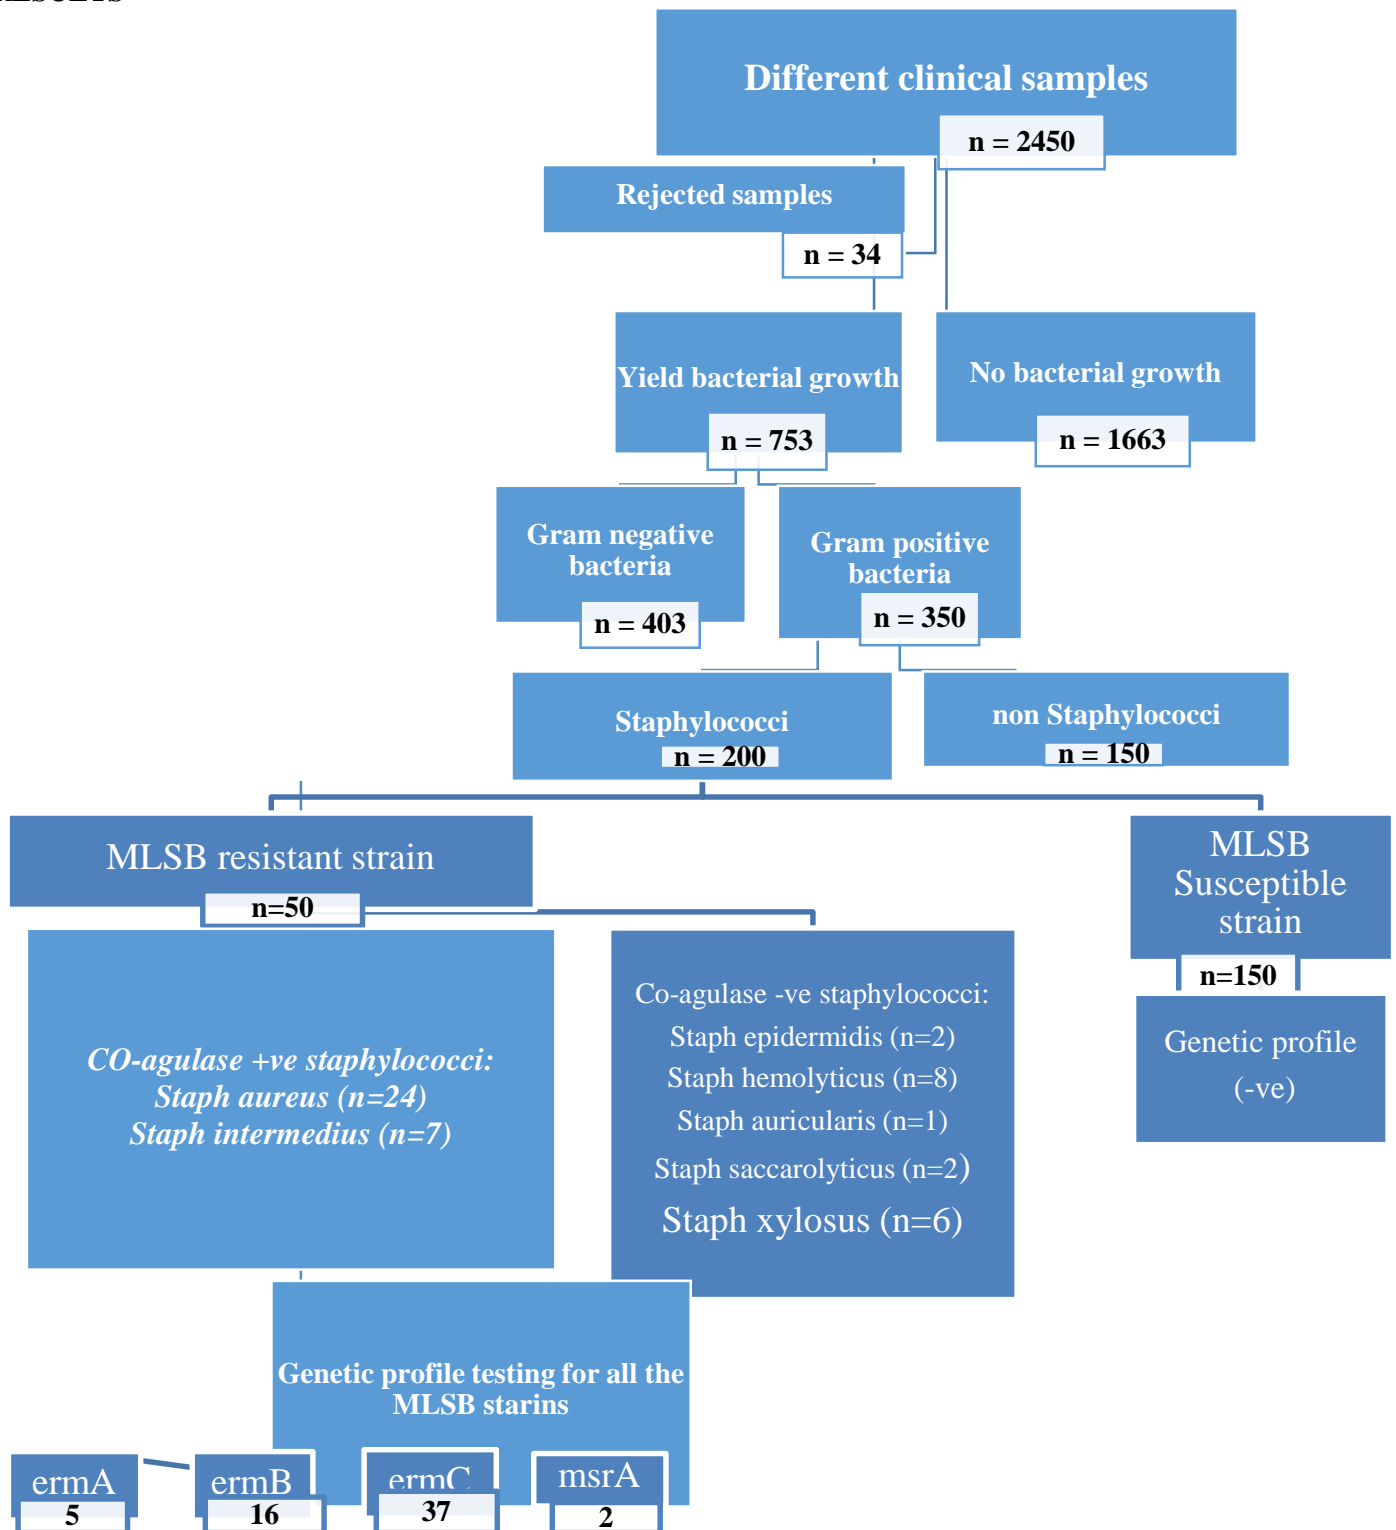 Different clinical samples
n = 2450
Rejected samples
n = 34
Yield bacterial growth
n = 753
No bacterial growth
n = 1663
Gram negative
bacteria
n = 403
Gram positive
bacteria
n = 350
Staphylococci
n = 200
non Staphylococci
n = 150
MLSB resistant strain
n=50
MLSB
Susceptible
strain
n=150
CO-agulase +ve staphylococci:
Staph aureus (n=24)
Staph intermedius (n=7)
Co-agulase -ve staphylococci:
Staph epidermidis (n=2)
Staph hemolyticus (n=8)
Staph auricularis (n=1)
Staph saccarolyticus (n=2)
Staph xylosus (n=6)
Genetic profile
(-ve)
Genetic profile testing for all the
MLSB starins
ermA
5
ermB
16
ermC
37
msrA
2